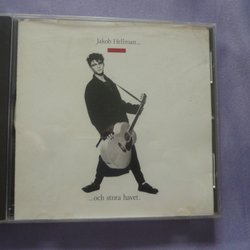 Jakob Hellman...
...och stora havet.